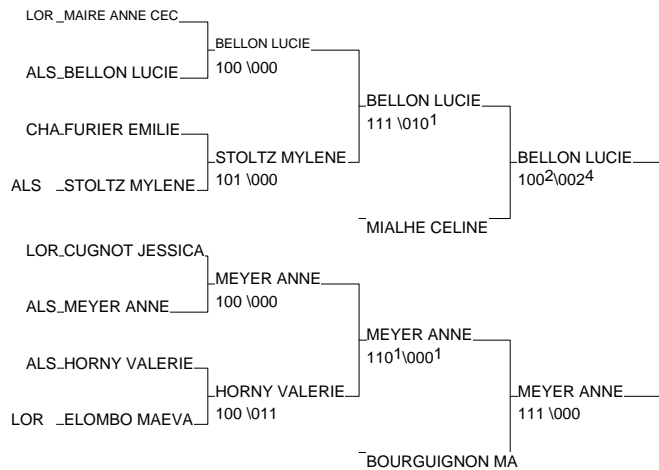 LOR MAIRE ANNE CEC
BELLON LUCIE
100 \000
ALS BELLON LUCIE
BELLON LUCIE
111 \010¹
CHA FURIER EMILIE
STOLTZ MYLENE
101 \000
BELLON LUCIE
100²\002⁴
ALS STOLTZ MYLENE
MIALHE CELINE
LOR CUGNOT JESSICA
MEYER ANNE
100 \000
ALS MEYER ANNE
MEYER ANNE
110¹\000¹
ALS HORNY VALERIE
HORNY VALERIE
100 \011
MEYER ANNE
111 \000
LOR ELOMBO MAEVA
BOURGUIGNON MA